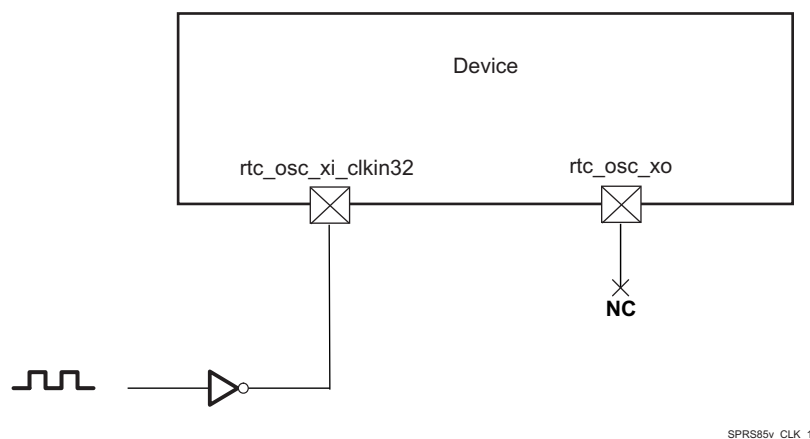 Device
rtc_osc_xi_clkin32
rtc_osc_xo
NC
SPRS85v_CLK_1